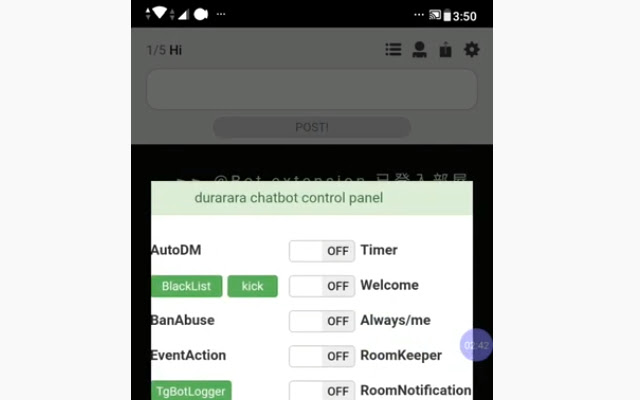 3:50
1/5 Hi
POST!
>> @Bot extension 已登入部屋
durarara chatbot control panel
AutoDM OFF Timer
BlackList kick OFF Welcome
BanAbuse OFF Always/me
02:42
EventAction OFF RoomKeeper
TgBotLogger OFF RoomNotification